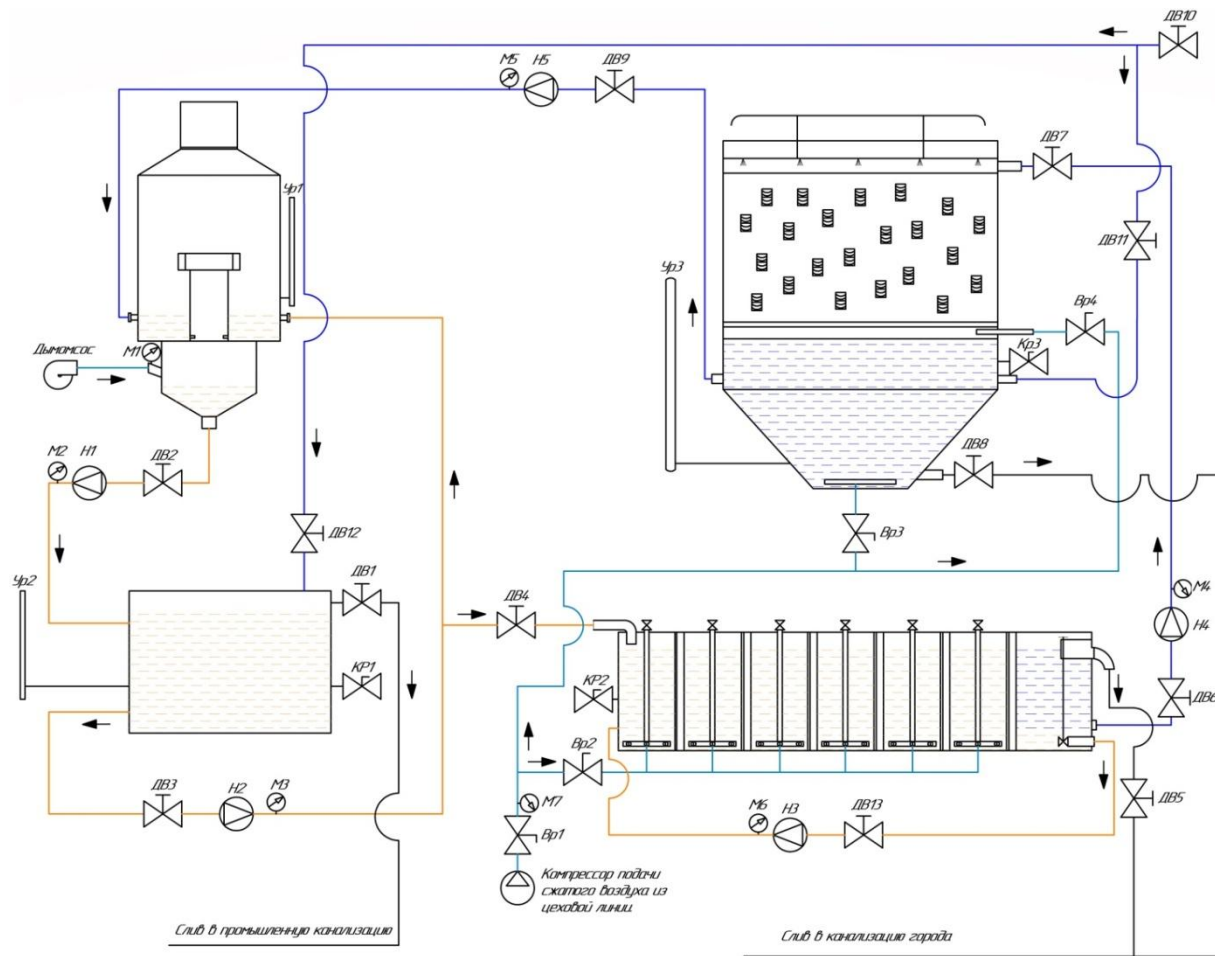 ДВ10
М5
Н5
ДВ9
ДВ7
Ур1
ДВ11
Ур3
Вр4
Кр3
Дымомсос
М1
М2
Н1
ДВ2
ДВ8
ДВ12
Вр3
Ур2
ДВ1
ДВ4
М4
Н4
КР1
КР2
ДВ6
Вр2
ДВ3
Н2
М3
М7
М6
Н3
ДВ13
ДВ5
Вр1
Компрессор подачи
сжатого воздуха из
цеховой линии
Слив в промышленную канализацию
Слив в канализацию города